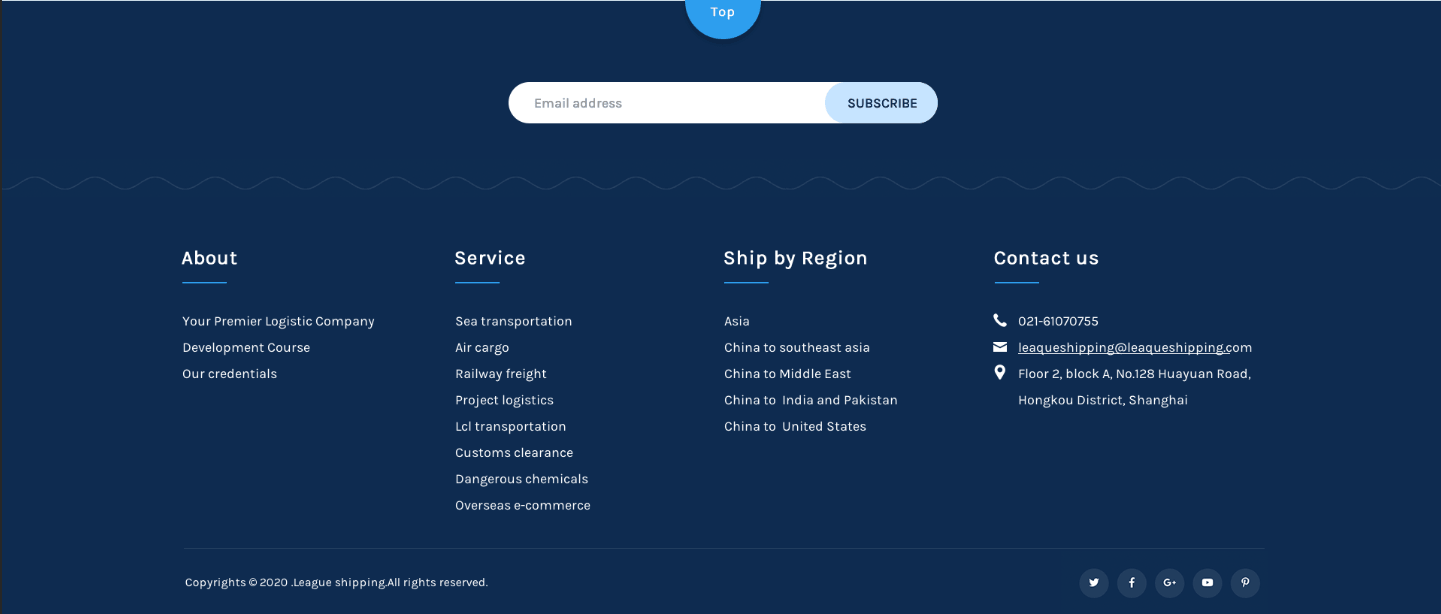 Top
Email address
SUBSCRIBE
About
Your Premier Logistic Company
Development Course
Our credentials
Service
Sea transportation
Air cargo
Railway freight
Project logistics
Lcl transportation
Customs clearance
Dangerous chemicals
Overseas e-commerce
Ship by Region
Asia
China to southeast asia
China to Middle East
China to  India and Pakistan
China to  United States
Contact us
021-61070755
leaqueshipping@leaqueshipping.com
Floor 2, block A, No.128 Huayuan Road,
Hongkou District, Shanghai
Copyrights © 2020 .League shipping.All rights reserved.